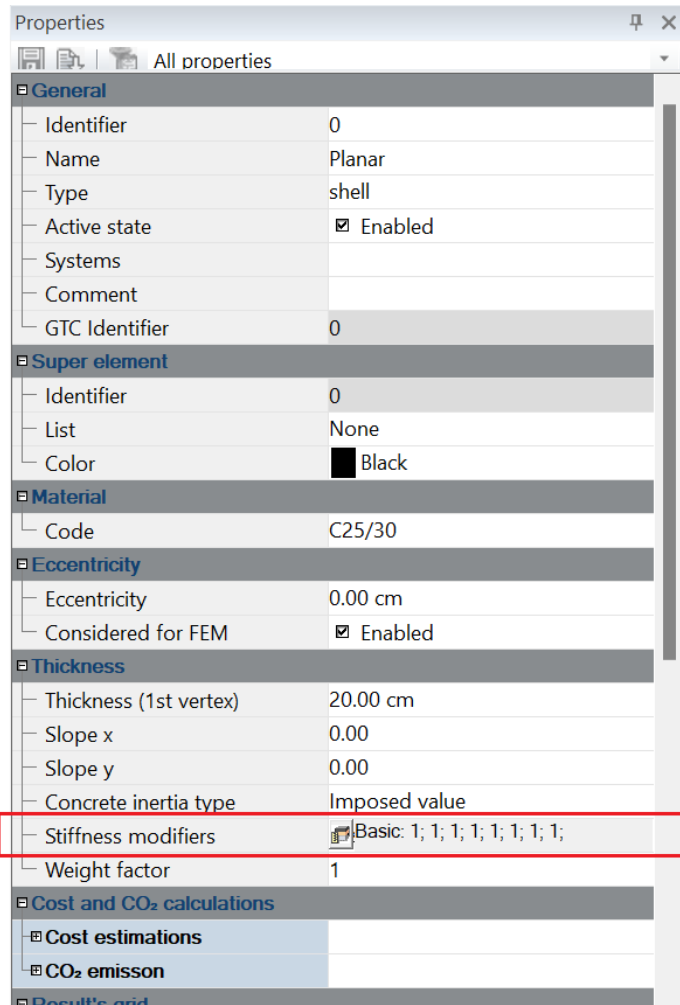 Properties
All properties
General
Identifier 0
Name Planar
Type shell
Active state Enabled
Systems
Comment
GTC Identifier 0
Super element
Identifier 0
List None
Color Black
Material
Code C25/30
Eccentricity
Eccentricity 0.00 cm
Considered for FEM Enabled
Thickness
Thickness (1st vertex) 20.00 cm
Slope x 0.00
Slope y 0.00
Concrete inertia type Imposed value
Stiffness modifiers Basic: 1; 1; 1; 1; 1; 1; 1; 1;
Weight factor 1
Cost and CO₂ calculations
Cost estimations
CO₂ emisson
Result's grid